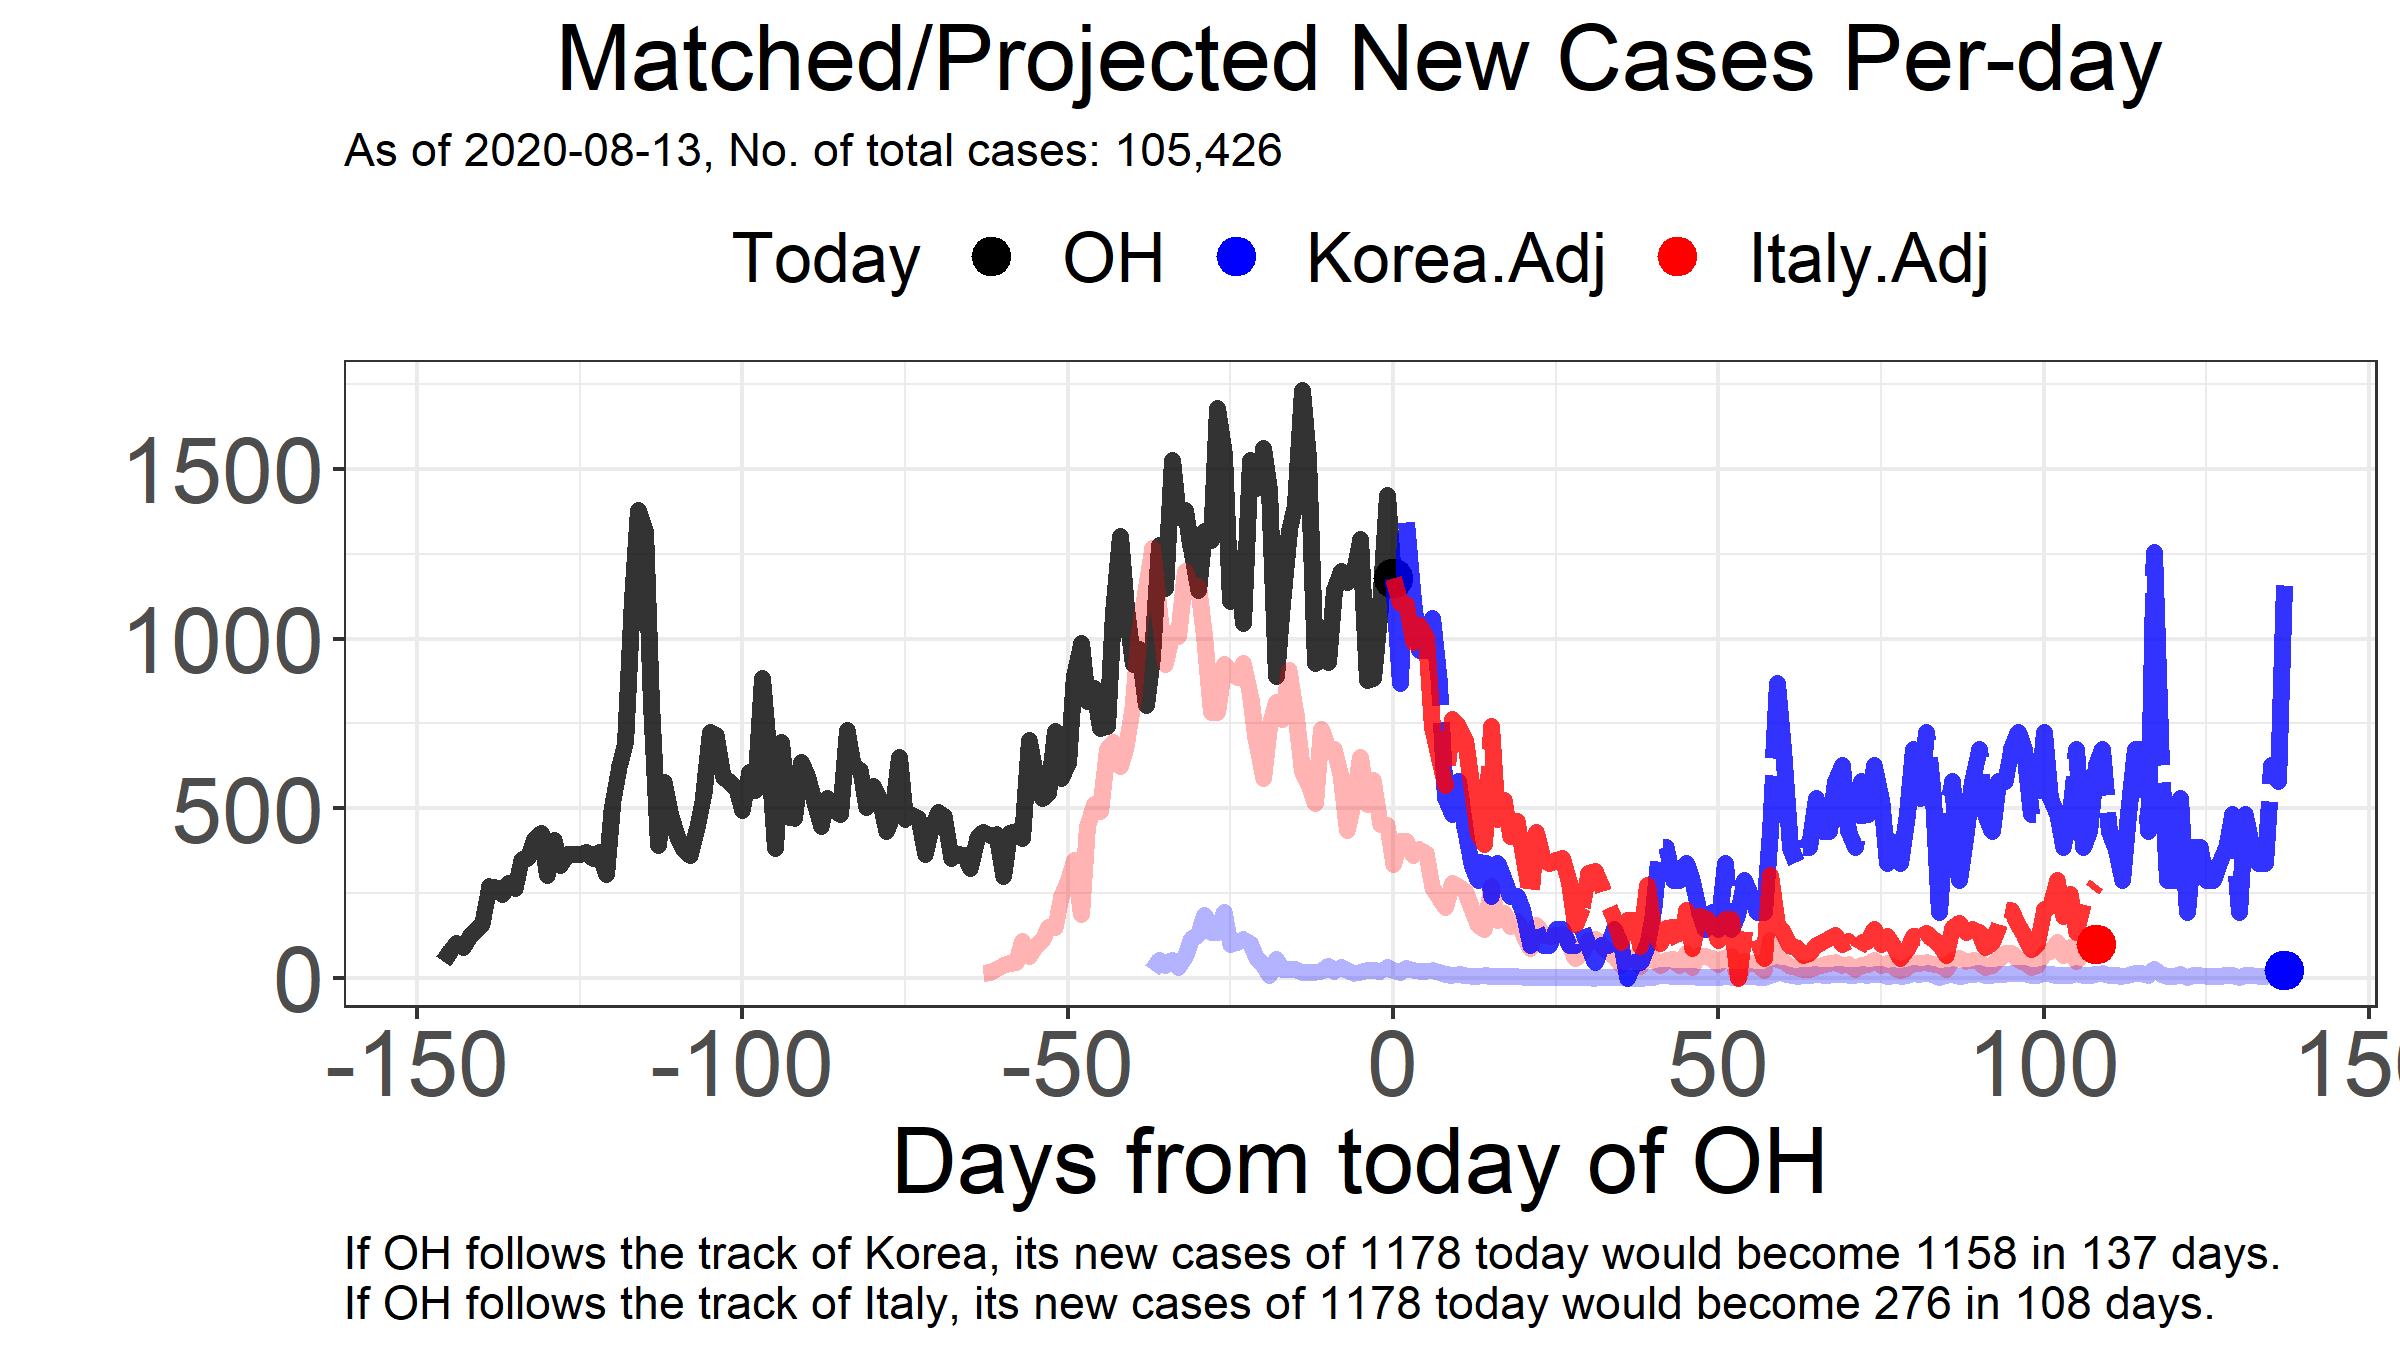 Matched/Projected New Cases Per-day
As of 2020-08-13, No. of total cases: 105,426
Today OH Korea.Adj Italy.Adj
1500
1000
500
0
-150 -100 -50 0 50 100 15
Days from today of OH
If OH follows the track of Korea, its new cases of 1178 today would become 1158 in 137 days.
If OH follows the track of Italy, its new cases of 1178 today would become 276 in 108 days.